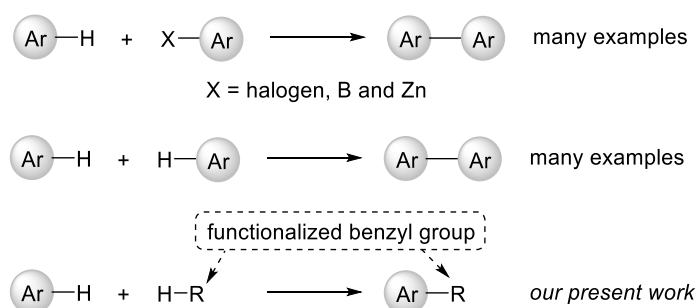 Ar—H + X—Ar Ar—Ar many examples
X = halogen, B and Zn
Ar—H + H—Ar Ar—Ar many examples
functionalized benzyl group
Ar—H + H–R Ar—R our present work